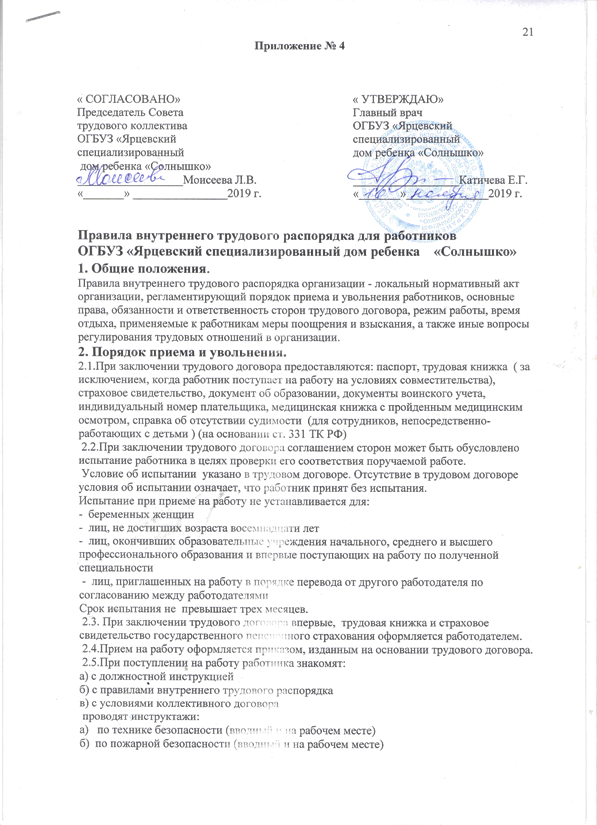 21
Приложение № 4
« СОГЛАСОВАНО»
Председатель Совета
трудового коллектива
ОГБУЗ «Ярцевский
специализированный
дом ребенка «Солнышко»
Моисеева Моисеева Л.В.
«______» ______________2019 г.
« УТВЕРЖДАЮ»
Главный врач
ОГБУЗ «Ярцевский
специализированный
дом ребенка «Солнышко»
Катичева Е.Г.
« » ноября 2019 г.
Правила внутреннего трудового распорядка для работников
ОГБУЗ «Ярцевский специализированный дом ребенка «Солнышко»
1. Общие положения.
Правила внутреннего трудового распорядка организации - локальный нормативный акт
организации, регламентирующий порядок приема и увольнения работников, основные
права, обязанности и ответственность сторон трудового договора, режим работы, время
отдыха, применяемые к работникам меры поощрения и взыскания, а также иные вопросы
регулирования трудовых отношений в организации.
2. Порядок приема и увольнения.
2.1.При заключении трудового договора предоставляются: паспорт, трудовая книжка ( за
исключением, когда работник поступает на работу на условиях совместительства),
страховое свидетельство, документ об образовании, документы воинского учета,
индивидуальный номер плательщика, медицинская книжка с пройденным медицинским
осмотром, справка об отсутствии судимости (для сотрудников, непосредственно-
работающих с детьми ) (на основании ст. 331 ТК РФ)
2.2.При заключении трудового договора соглашением сторон может быть обусловлено
испытание работника в целях проверки его соответствия поручаемой работе.
Условие об испытании указано в трудовом договоре. Отсутствие в трудовом договоре
условия об испытании означает, что работник принят без испытания.
Испытание при приеме на работу не устанавливается для:
- беременных женщин
- лиц, не достигших возраста восемнадцати лет
- лиц, окончивших образовательные учреждения начального, среднего и высшего
профессионального образования и впервые поступающих на работу по полученной
специальности
- лиц, приглашенных на работу в порядке перевода от другого работодателя по
согласованию между работодателями
Срок испытания не превышает трех месяцев.
2.3. При заключении трудового договора впервые, трудовая книжка и страховое
свидетельство государственного пенсионного страхования оформляется работодателем.
2.4.Прием на работу оформляется приказом, изданным на основании трудового договора.
2.5.При поступлении на работу работника знакомят:
а) с должностной инструкцией
б) с правилами внутреннего трудового распорядка
в) с условиями коллективного договора
проводят инструктажи:
а) по технике безопасности (вводный и на рабочем месте)
б) по пожарной безопасности (вводный и на рабочем месте)